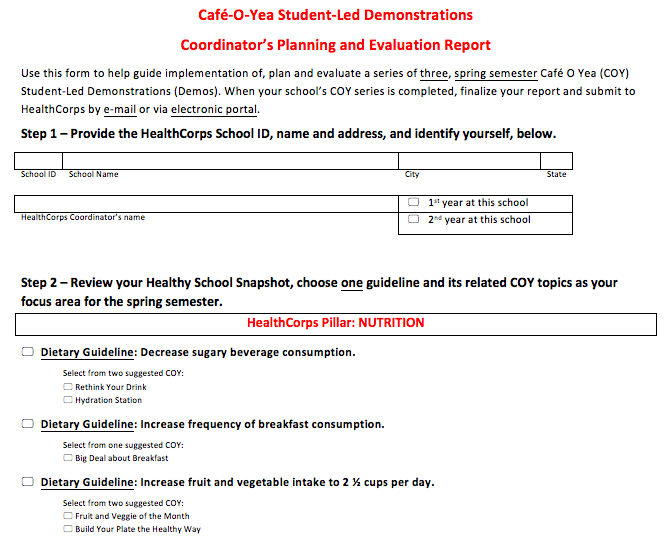 Café-O-Yea Student-Led Demonstrations
Coordinator's Planning and Evaluation Report
Use this form to help guide implementation of, plan and evaluate a series of three, spring semester Café O Yea (COY)
Student-Led Demonstrations (Demos). When your school's COY series is completed, finalize your report and submit to
HealthCorps by e-mail or via electronic portal.
Step 1 – Provide the HealthCorps School ID, name and address, and identify yourself, below.
School ID School Name City State
1st year at this school
HealthCorps Coordinator's name
2nd year at this school
Step 2 – Review your Healthy School Snapshot, choose one guideline and its related COY topics as your
focus area for the spring semester.
HealthCorps Pillar: NUTRITION
Dietary Guideline: Decrease sugary beverage consumption.
Select from two suggested COY:
Rethink Your Drink
Hydration Station
Dietary Guideline: Increase frequency of breakfast consumption.
Select from one suggested COY:
Big Deal about Breakfast
Dietary Guideline: Increase fruit and vegetable intake to 2 ½ cups per day.
Select from two suggested COY:
Fruit and Veggie of the Month
Build Your Plate the Healthy Way